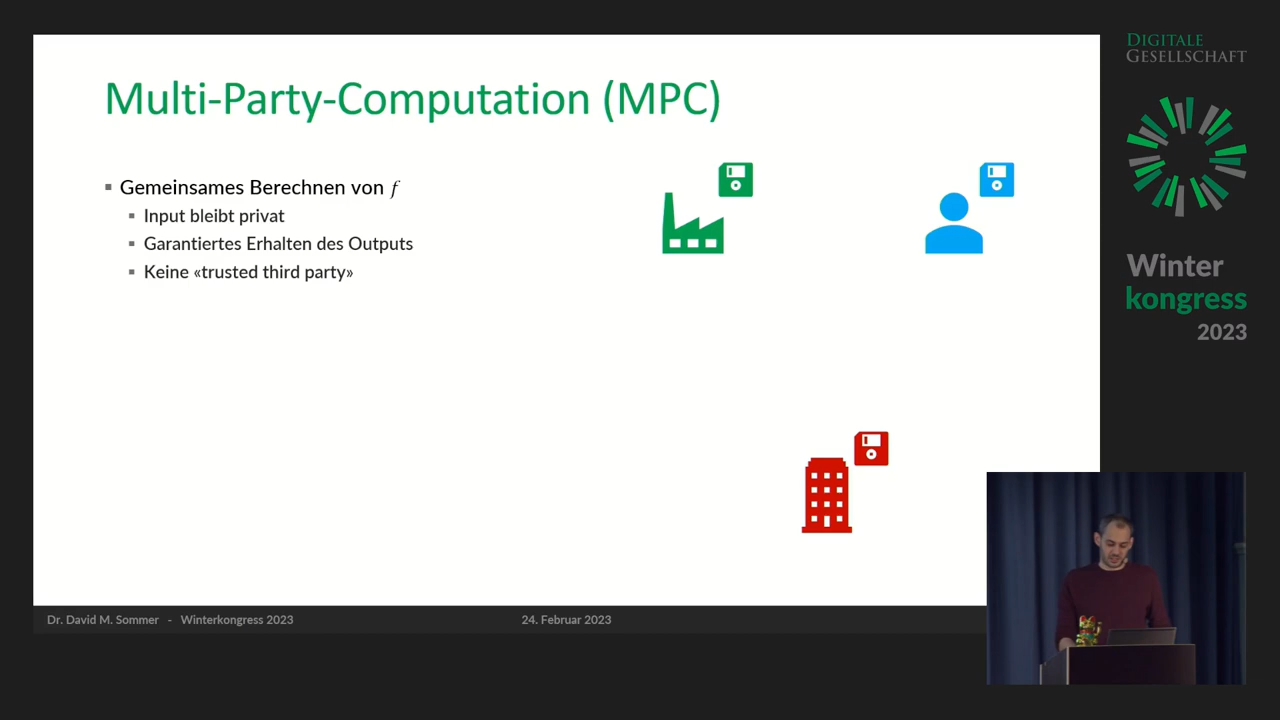 Multi-Party-Computation (MPC)
▪ Gemeinsames Berechnen von f
▪ Input bleibt privat
▪ Garantiertes Erhalten des Outputs
▪ Keine «trusted third party»
Dr. David M. Sommer - Winterkongress 2023
24. Februar 2023
DIGITALE
GESELLSCHAFT
Winter
kongress
2023